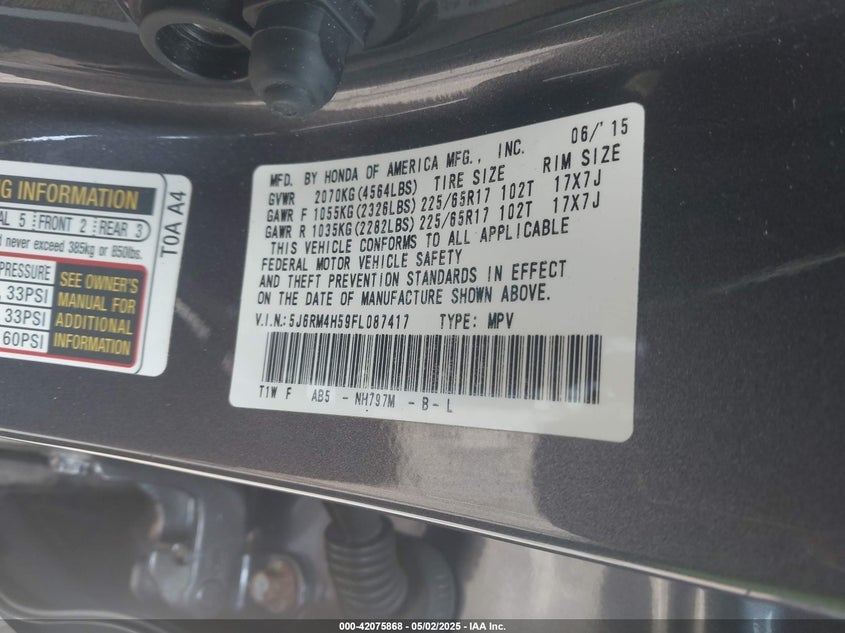 NG INFORMATION
AL 5 FRONT 2 REAR 3
d never exceed 385kg or 850lbs.
PRESSURE
SEE OWNER'S
MANUAL FOR
ADDITIONAL
INFORMATION
, 33PSI
33PSI
60PSI
T0A A4
06/'15
MFD. BY HONDA OF AMERICA MFG., INC.
GVWR 2070KG(4564LBS) TIRE SIZE RIM SIZE
GAWR F 1055KG(2326LBS) 225/65R17 102T 17X7J
GAWR R 1035KG(2282LBS) 225/65R17 102T 17X7J
THIS VEHICLE CONFORMS TO ALL APPLICABLE
FEDERAL MOTOR VEHICLE SAFETY
AND THEFT PREVENTION STANDARDS IN EFFECT
ON THE DATE OF MANUFACTURE SHOWN ABOVE.
V.I.N.:5J6RM4H59FL087417 TYPE: MPV
T1W F AB5 - NH797M - B - L
000-42075868 - 05/02/2025 - IAA Inc.